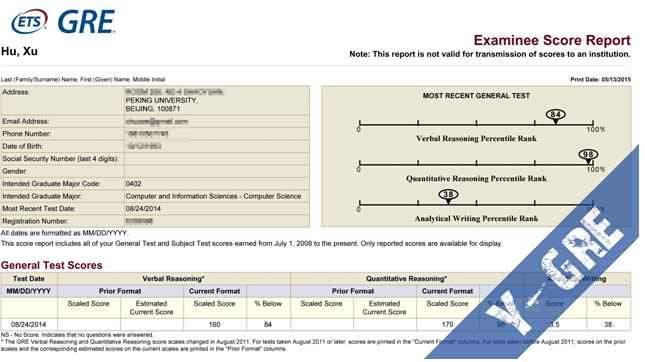 ETS GRE
Hu, Xu
Examinee Score Report
Note: This report is not valid for transmission of scores to an institution.
Last (Family/Surname) Name, First (Given) Name, Middle Initial
Print Date: 05/13/2015
Address:
PEKING UNIVERSITY,
BEIJING, 100871
Email Address:
Phone Number:
Date of Birth:
Social Security Number (last 4 digits):
Gender:
Intended Graduate Major Code: 0402
Intended Graduate Major: Computer and Information Sciences - Computer Science
Most Recent Test Date: 08/24/2014
Registration Number:
MOST RECENT GENERAL TEST
84
0 100%
Verbal Reasoning Percentile Rank
98
0 100%
Quantitative Reasoning Percentile Rank
38
0
Analytical Writing Percentile Rank
All dates are formatted as MM/DD/YYYY.
This score report includes all of your General Test and Subject Test scores earned from July 1, 2008 to the present. Only reported scores are available for display.
General Test Scores
Test Date Verbal Reasoning* Quantitative Reasoning* Analytical Writing
MM/DD/YYYY Prior Format Current Format Prior Format Current Format
Scaled Score Estimated Current Score Scaled Score % Below Scaled Score Estimated Current Score Scaled Score % Below Score % Below
08/24/2014 160 84 170 98 3.5 38
NS - No Score. Indicates that no questions were answered.
* The GRE Verbal Reasoning and Quantitative Reasoning score scales changed in August 2011. For tests taken August 2011 or later, scores are printed in the "Current Format" columns. For tests taken before August 2011, scores on the prior
scales and the corresponding estimated scores on the current scales are printed in the "Prior Format" columns.
V-GRE